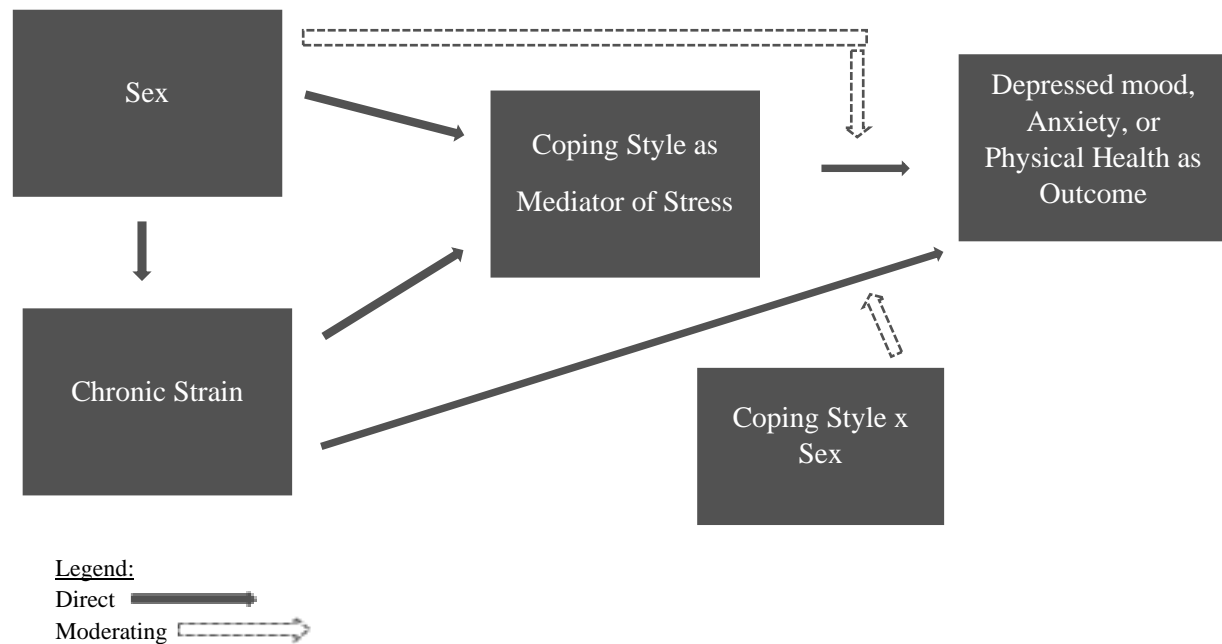 Sex
Coping Style as
Mediator of Stress
Depressed mood,
Anxiety, or
Physical Health as
Outcome
Chronic Strain
Coping Style x
Sex
Legend:
Direct
Moderating